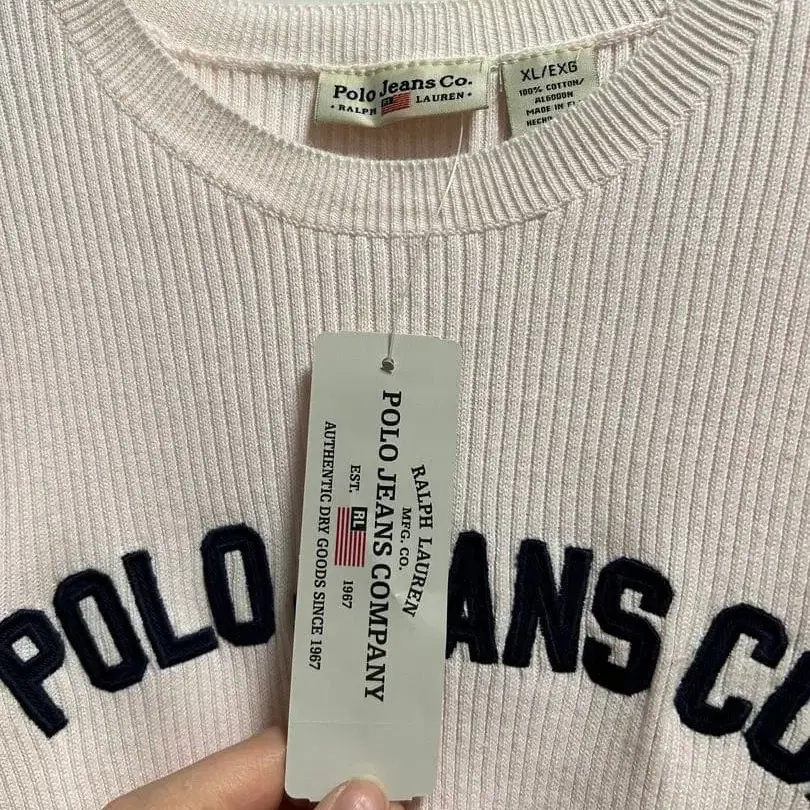 Polo Jeans Co.
• RALPH RL LAUREN •
XL/EXG
100% COTTON/
ALGODON
MADE IN
HECHO
RALPH LAUREN
MFG. CO.
POLO JEANS COMPANY
EST. RL 1967
AUTHENTIC DRY GOODS SINCE 1967
POLO ANS CO